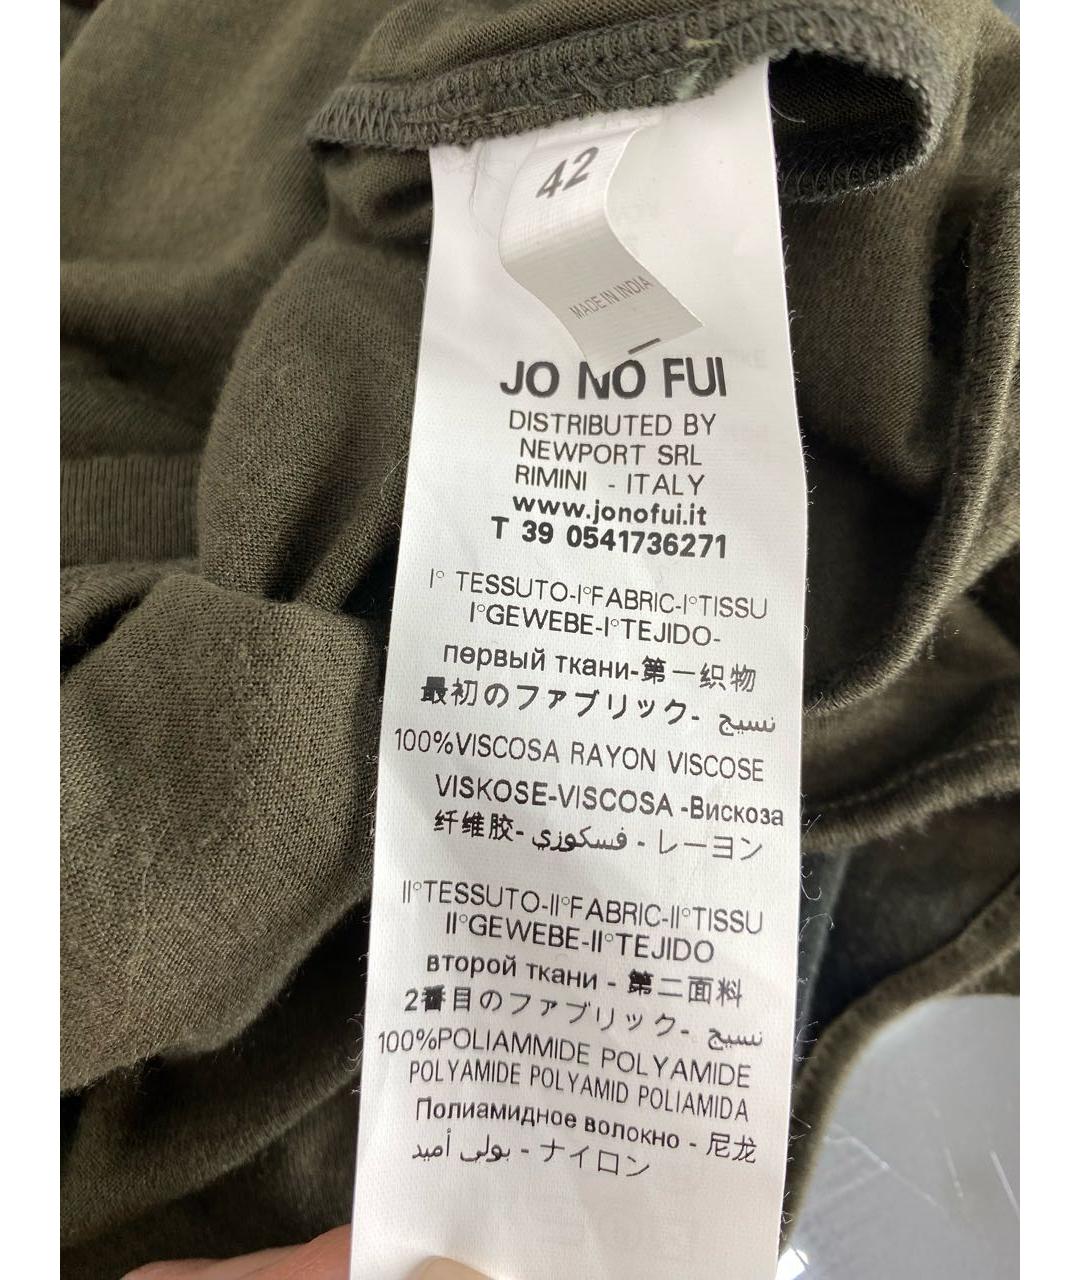 42
MADE IN INDIA
JO NO FUI
DISTRIBUTED BY
NEWPORT SRL
RIMINI - ITALY
www.jonofui.it
T 39 0541736271
I° TESSUTO-I°FABRIC-I°TISSU
I°GEWEBE-I°TEJIDO-
первый ткани-第一织物
最初のファブリック- نسيج
100%VISCOSA RAYON VISCOSE
VISKOSE-VISCOSA -Вискоза
纤维胶- فسكوزي - レーヨン
II°TESSUTO-II°FABRIC-II°TISSU
II°GEWEBE-II°TEJIDO
второй ткани - 第二面料
2番目のファブリック- نسيج
100%POLIAMMIDE POLYAMIDE
POLYAMIDE POLYAMID POLIAMIDA
Полиамидное волокно - 尼龙
بولي أميد - ナイロン